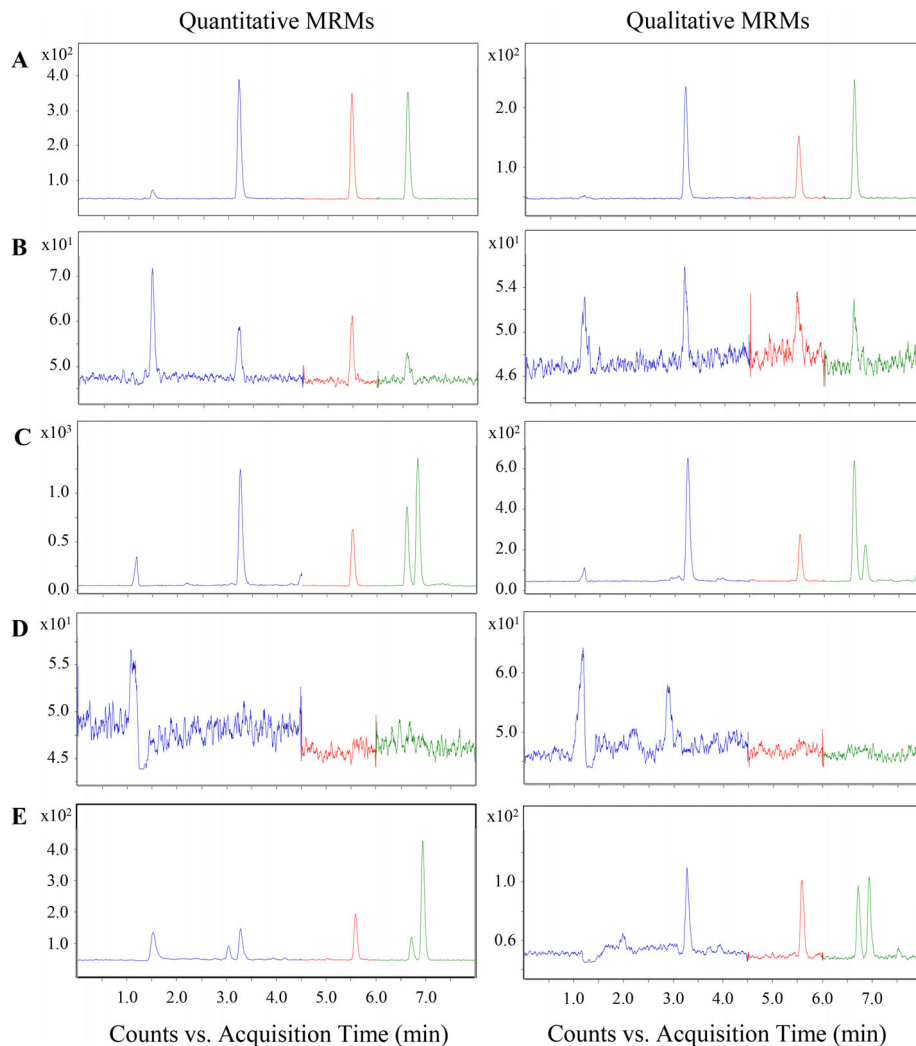 Quantitative MRMs Qualitative MRMs
A
x10²
4.0
3.0
2.0
1.0
x10²
2.0
1.0
B
x10¹
7.0
6.0
5.0
x10¹
5.4
5.0
4.6
C
x10³
1.0
0.5
0.0
x10²
6.0
4.0
2.0
0.0
D
x10¹
5.5
5.0
4.5
x10¹
6.0
5.0
E
x10²
4.0
3.0
2.0
1.0
x10²
1.0
0.6
1.0 2.0 3.0 4.0 5.0 6.0 7.0
1.0 2.0 3.0 4.0 5.0 6.0 7.0
Counts vs. Acquisition Time (min) Counts vs. Acquisition Time (min)